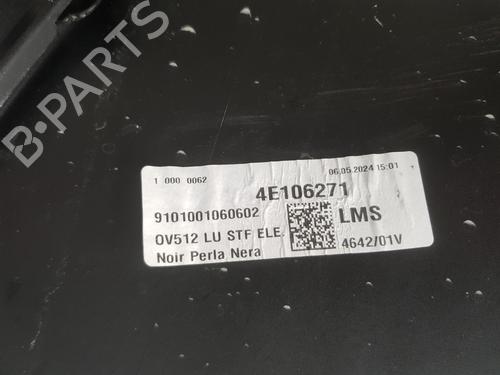 B-PARTS
1 000 0062
06.05.2024 15:01
4E106271
9101001060602
LMS
OV512 LU STF ELE.
4642/01V
Noir Perla Nera